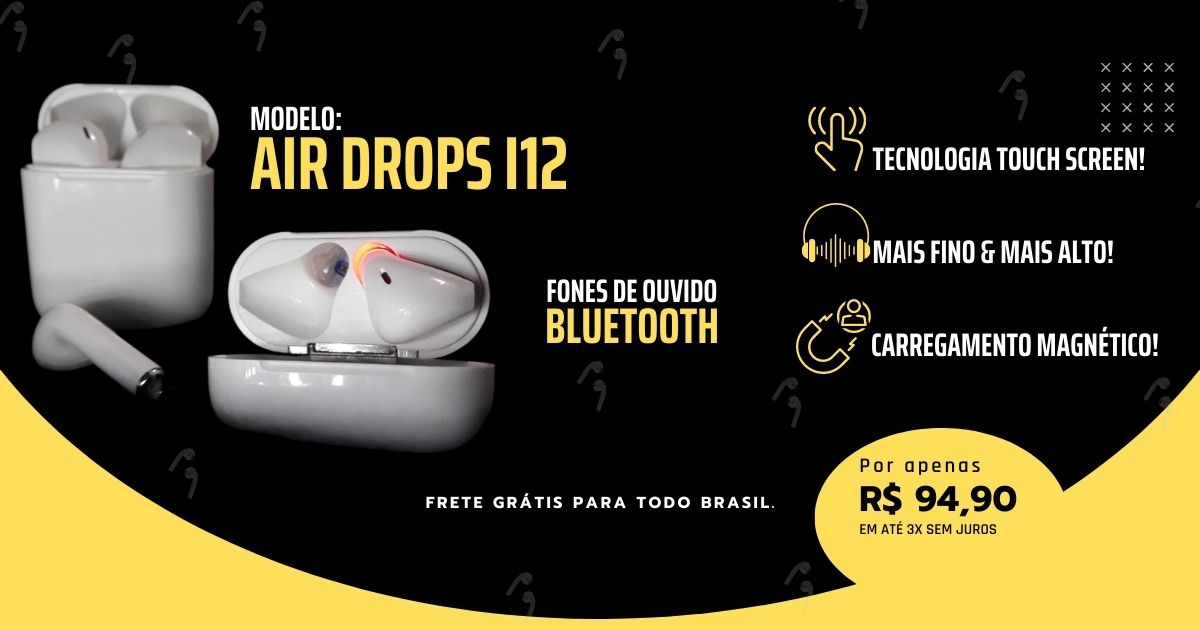 MODELO:
AIR DROPS I12
FONES DE OUVIDO
BLUETOOTH
TECNOLOGIA TOUCH SCREEN!
MAIS FINO & MAIS ALTO!
CARREGAMENTO MAGNÉTICO!
FRETE GRÁTIS PARA TODO BRASIL.
Por apenas
R$ 94,90
EM ATÉ 3X SEM JUROS